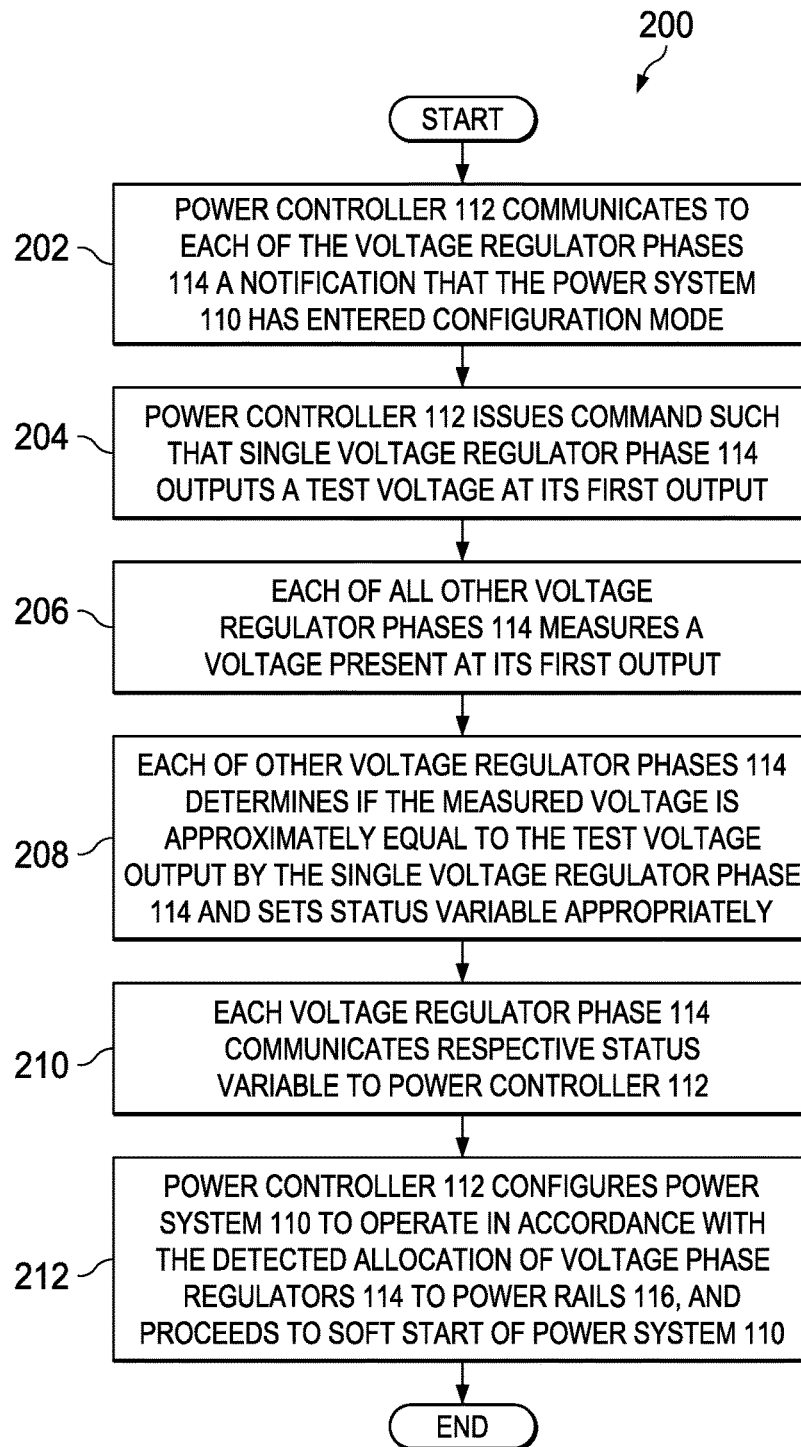 200
START
202
POWER CONTROLLER 112 COMMUNICATES TO
EACH OF THE VOLTAGE REGULATOR PHASES
114 A NOTIFICATION THAT THE POWER SYSTEM
110 HAS ENTERED CONFIGURATION MODE
204
POWER CONTROLLER 112 ISSUES COMMAND SUCH
THAT SINGLE VOLTAGE REGULATOR PHASE 114
OUTPUTS A TEST VOLTAGE AT ITS FIRST OUTPUT
206
EACH OF ALL OTHER VOLTAGE
REGULATOR PHASES 114 MEASURES A
VOLTAGE PRESENT AT ITS FIRST OUTPUT
208
EACH OF OTHER VOLTAGE REGULATOR PHASES 114
DETERMINES IF THE MEASURED VOLTAGE IS
APPROXIMATELY EQUAL TO THE TEST VOLTAGE
OUTPUT BY THE SINGLE VOLTAGE REGULATOR PHASE
114 AND SETS STATUS VARIABLE APPROPRIATELY
210
EACH VOLTAGE REGULATOR PHASE 114
COMMUNICATES RESPECTIVE STATUS
VARIABLE TO POWER CONTROLLER 112
212
POWER CONTROLLER 112 CONFIGURES POWER
SYSTEM 110 TO OPERATE IN ACCORDANCE WITH
THE DETECTED ALLOCATION OF VOLTAGE PHASE
REGULATORS 114 TO POWER RAILS 116, AND
PROCEEDS TO SOFT START OF POWER SYSTEM 110
END